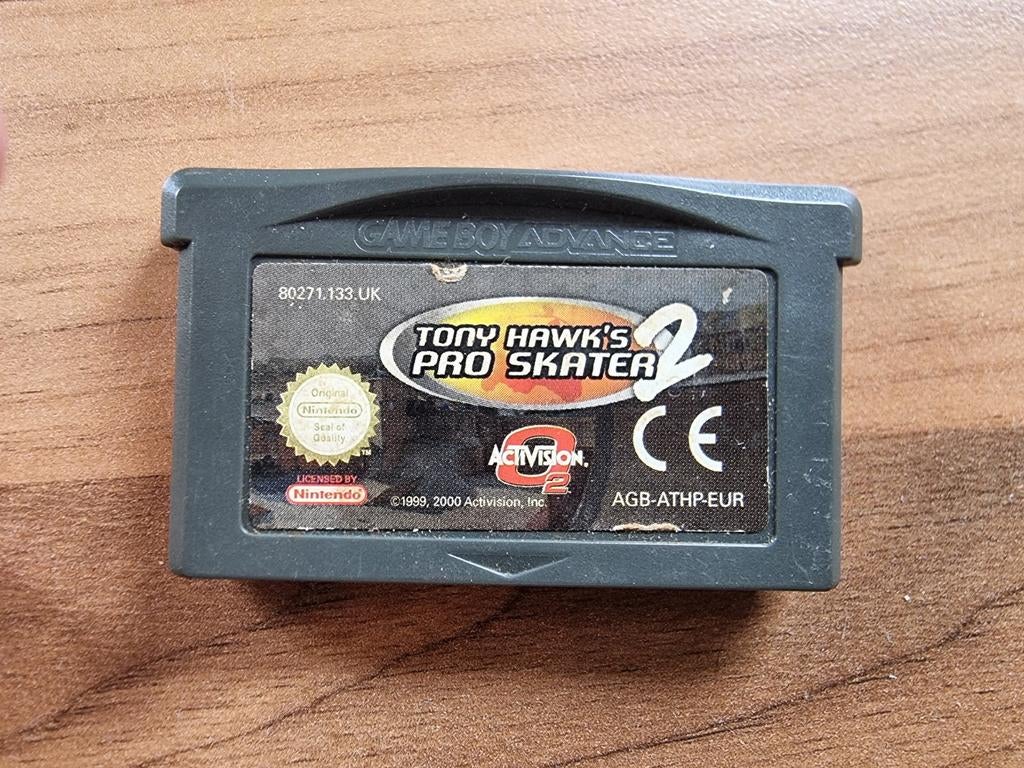 GAME BOY ADVANCE
80271.133.UK
TONY HAWK'S
PRO SKATER 2
Original
Nintendo
Seal of
Quality
TM
ACTIVISION.
O2
CE
LICENSED BY
Nintendo
©1999, 2000 Activision, Inc.
AGB-ATHP-EUR